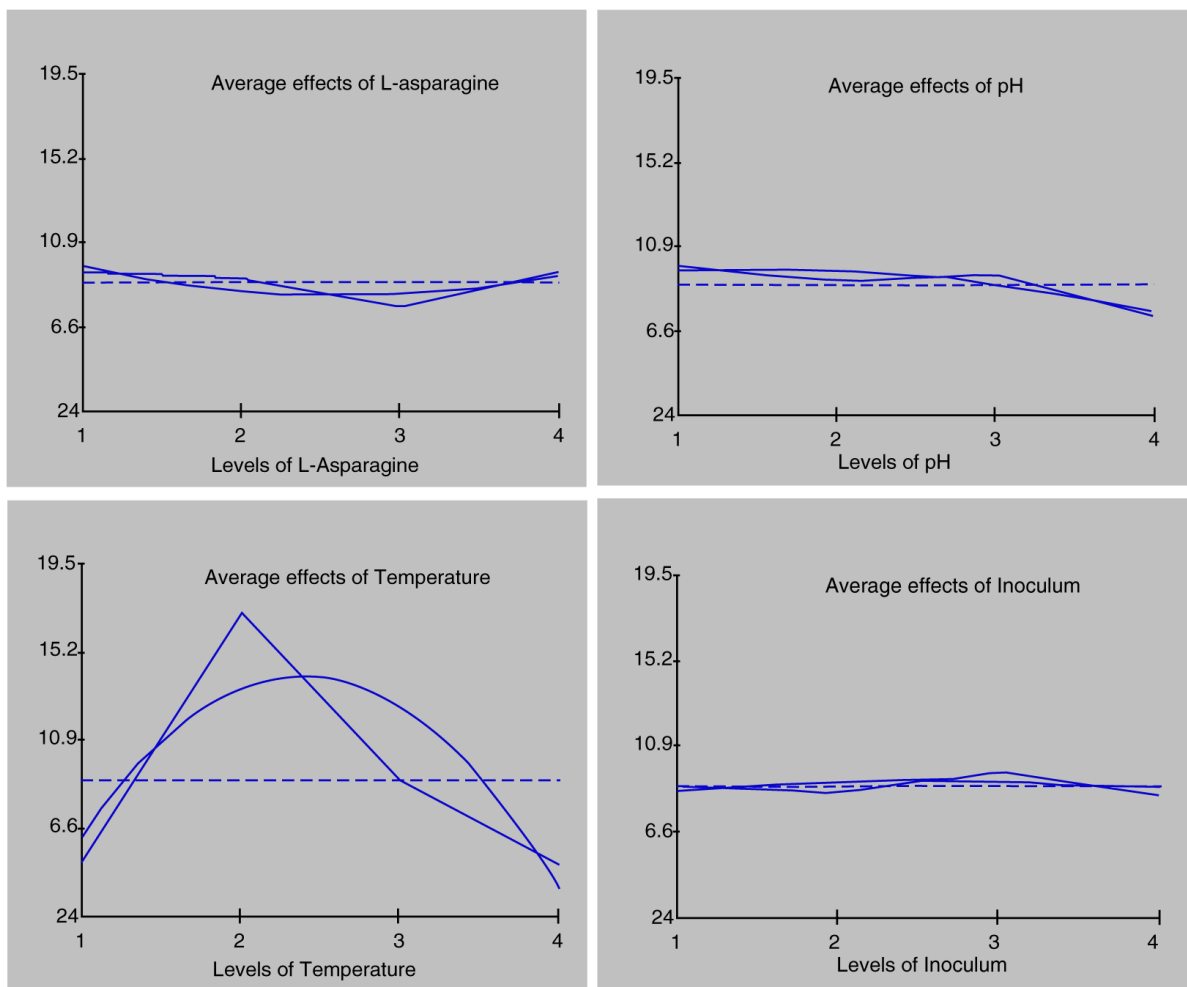 Average effects of L-asparagine
19.5
15.2
10.9
6.6
24
1 2 3 4
Levels of L-Asparagine
Average effects of pH
19.5
15.2
10.9
6.6
24
1 2 3 4
Levels of pH
Average effects of Temperature
19.5
15.2
10.9
6.6
24
1 2 3 4
Levels of Temperature
Average effects of Inoculum
19.5
15.2
10.9
6.6
24
1 2 3 4
Levels of Inoculum